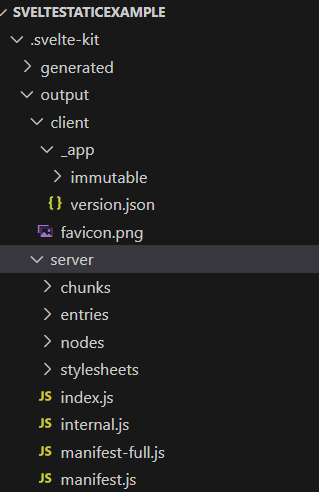 SVELTESTATICEXAMPLE
.svelte-kit
generated
output
client
_app
immutable
{} version.json
favicon.png
server
chunks
entries
nodes
stylesheets
JS index.js
JS internal.js
JS manifest-full.js
JS manifest.js